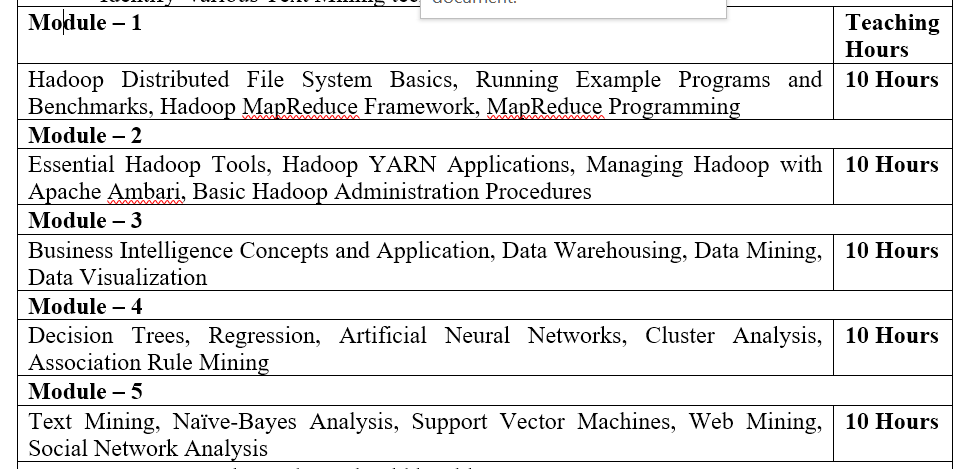 document.
Module – 1
Teaching
Hours
Hadoop Distributed File System Basics, Running Example Programs and
Benchmarks, Hadoop MapReduce Framework, MapReduce Programming
10 Hours
Module – 2
Essential Hadoop Tools, Hadoop YARN Applications, Managing Hadoop with
Apache Ambari, Basic Hadoop Administration Procedures
10 Hours
Module – 3
Business Intelligence Concepts and Application, Data Warehousing, Data Mining,
Data Visualization
10 Hours
Module – 4
Decision Trees, Regression, Artificial Neural Networks, Cluster Analysis,
Association Rule Mining
10 Hours
Module – 5
Text Mining, Naïve-Bayes Analysis, Support Vector Machines, Web Mining,
Social Network Analysis
10 Hours